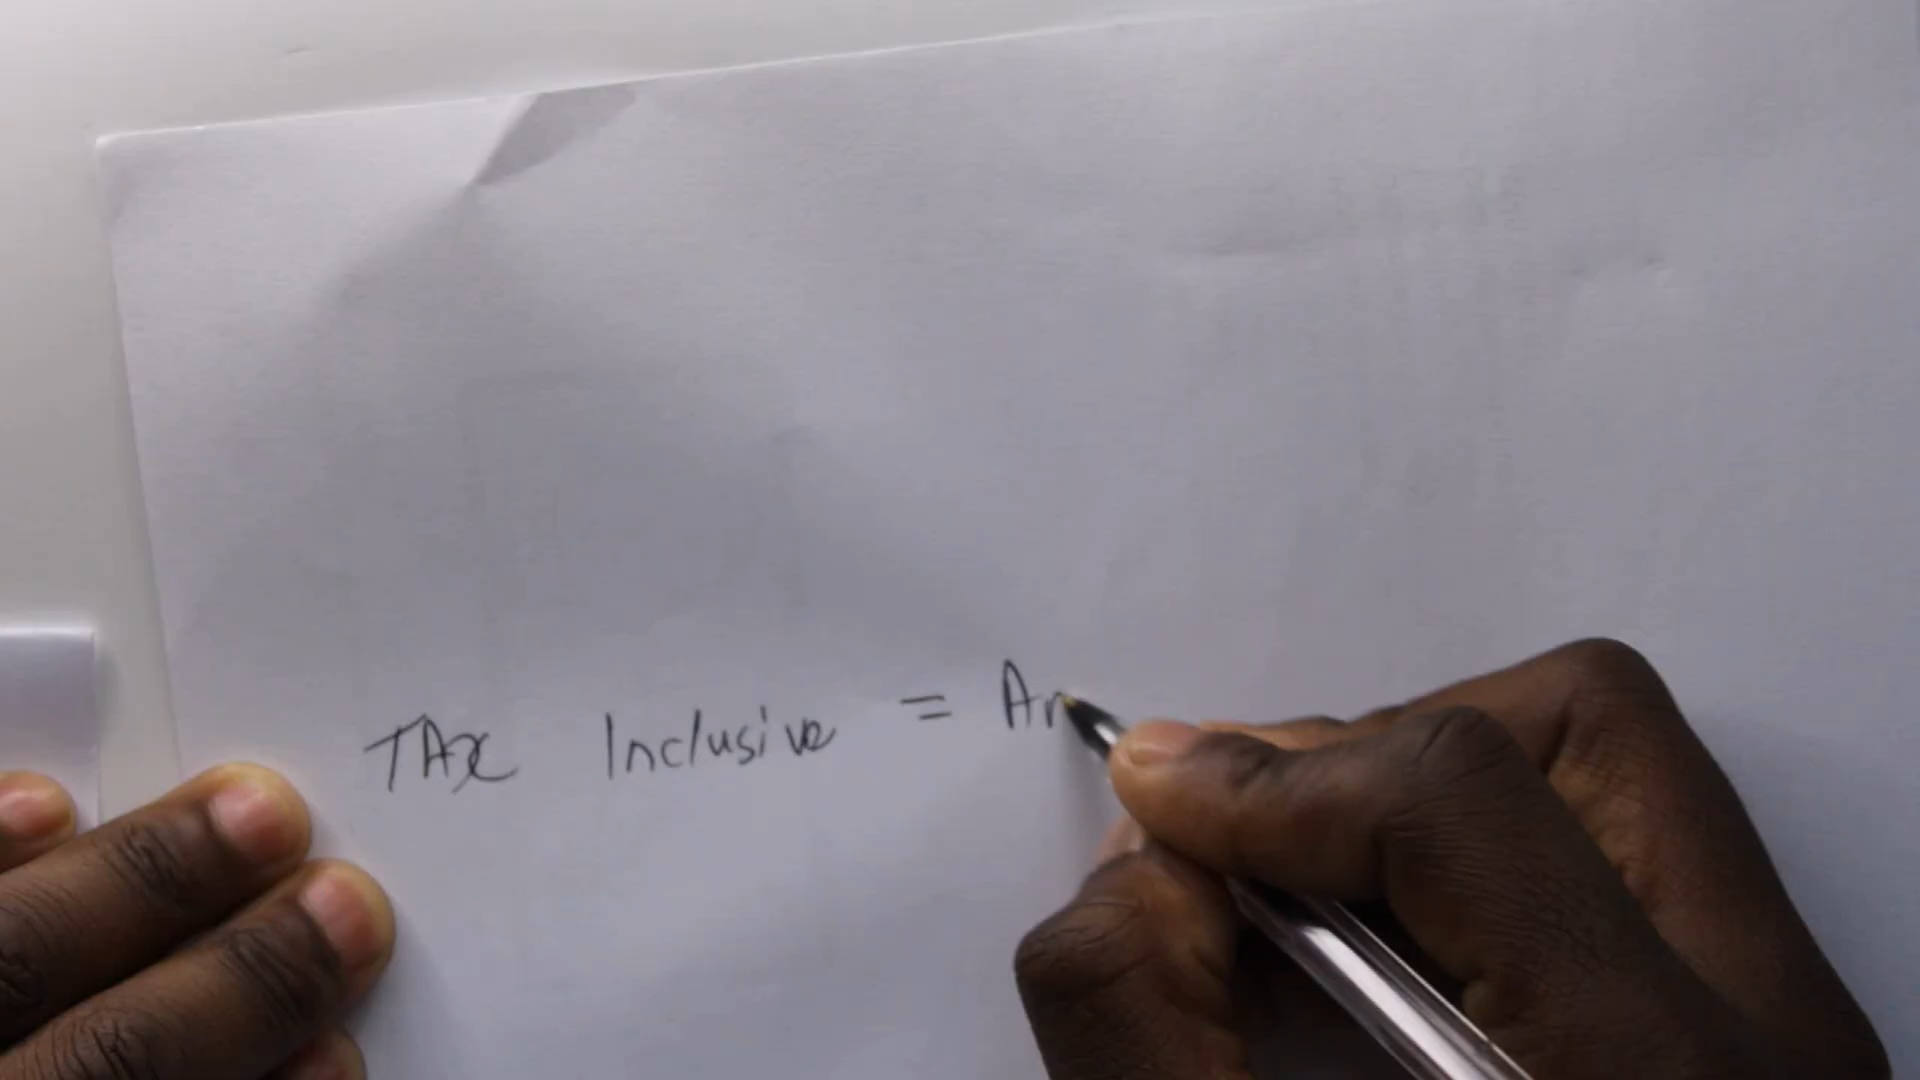 TAx Inclusive = A